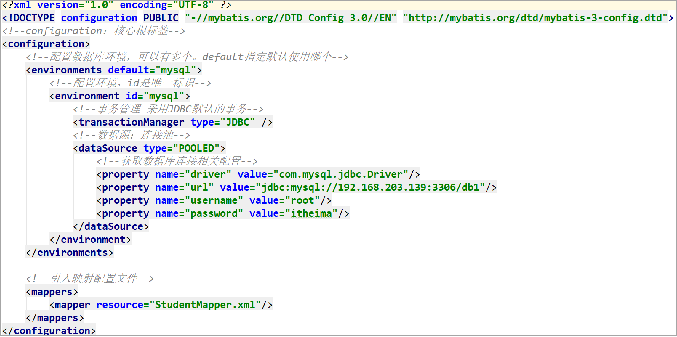 <?xml version="1.0" encoding="UTF-8" ?>
<!DOCTYPE configuration PUBLIC "-//mybatis.org//DTD Config 3.0//EN" "http://mybatis.org/dtd/mybatis-3-config.dtd">
<!--configuration：核心根标签-->
<configuration>
<!--配置数据库环境，可以有多个。default指定默认使用哪个-->
<environments default="mysql">
<!--配置环境，id是唯一标识-->
<environment id="mysql">
<!--事务管理 采用JDBC默认的事务-->
<transactionManager type="JDBC" />
<!--数据源：连接池-->
<dataSource type="POOLED">
<!--获取数据库连接相关配置-->
<property name="driver" value="com.mysql.jdbc.Driver"/>
<property name="url" value="jdbc:mysql://192.168.203.139:3306/db1"/>
<property name="username" value="root"/>
<property name="password" value="itheima"/>
</dataSource>
</environment>
</environments>
<!--引入映射配置文件-->
<mappers>
<mapper resource="StudentMapper.xml"/>
</mappers>
</configuration>